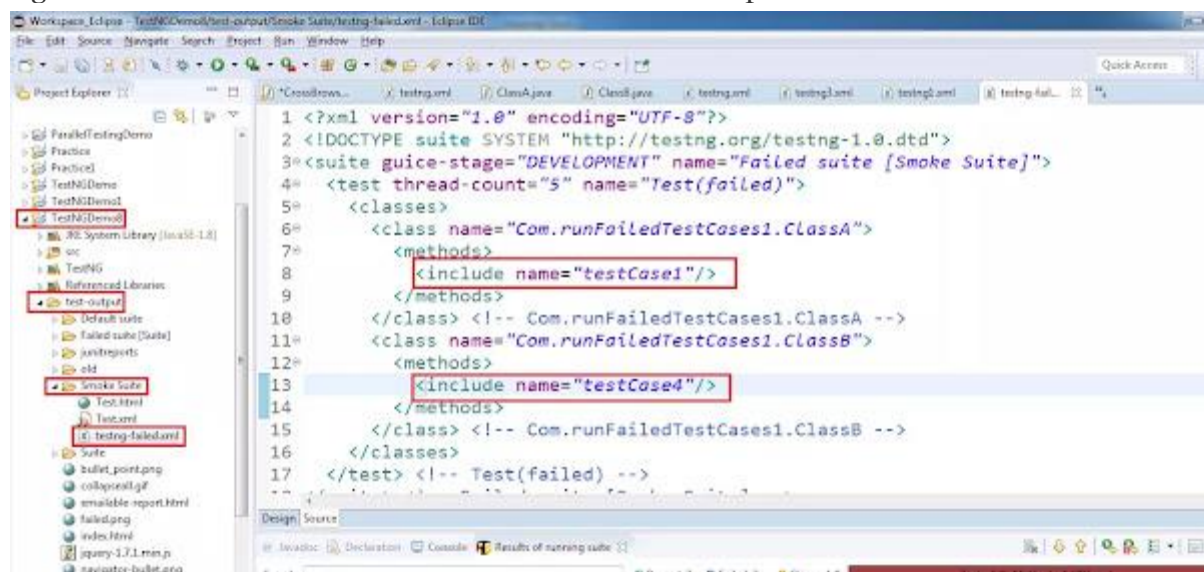 Workspace_Eclipse - TestNGDemo8/test-output/Smoke Suite/testng-failed.xml - Eclipse IDE
File Edit Source Navigate Search Project Run Window Help
Quick Access
Project Explorer
*CrossBrows... testng.xml ClassA.java ClassB.java testng.xml testng3.xml testng2.xml testng-fail...
ParallelTestingDemo
Practice
Practice1
TestNGDemo
TestNGDemo1
TestNGDemo8
JRE System Library [JavaSE-1.8]
src
TestNG
Referenced Libraries
test-output
Default suite
Failed suite [Suite]
junitreports
old
Smoke Suite
Test.html
Test.xml
testng-failed.xml
Suite
bullet_point.png
collapseall.gif
emailable-report.html
failed.png
index.html
jquery-1.7.1.min.js
navigator-bullet.png
1 <?xml version="1.0" encoding="UTF-8"?>
2 <!DOCTYPE suite SYSTEM "http://testng.org/testng-1.0.dtd">
3 <suite guice-stage="DEVELOPMENT" name="Failed suite [Smoke Suite]">
4 <test thread-count="5" name="Test(failed)">
5 <classes>
6 <class name="Com.runFailedTestCases1.ClassA">
7 <methods>
8 <include name="testCase1"/>
9 </methods>
10 </class> <!-- Com.runFailedTestCases1.ClassA -->
11 <class name="Com.runFailedTestCases1.ClassB">
12 <methods>
13 <include name="testCase4"/>
14 </methods>
15 </class> <!-- Com.runFailedTestCases1.ClassB -->
16 </classes>
17 </test> <!-- Test(failed) -->
Design Source
Javadoc Declaration Console Results of running suite